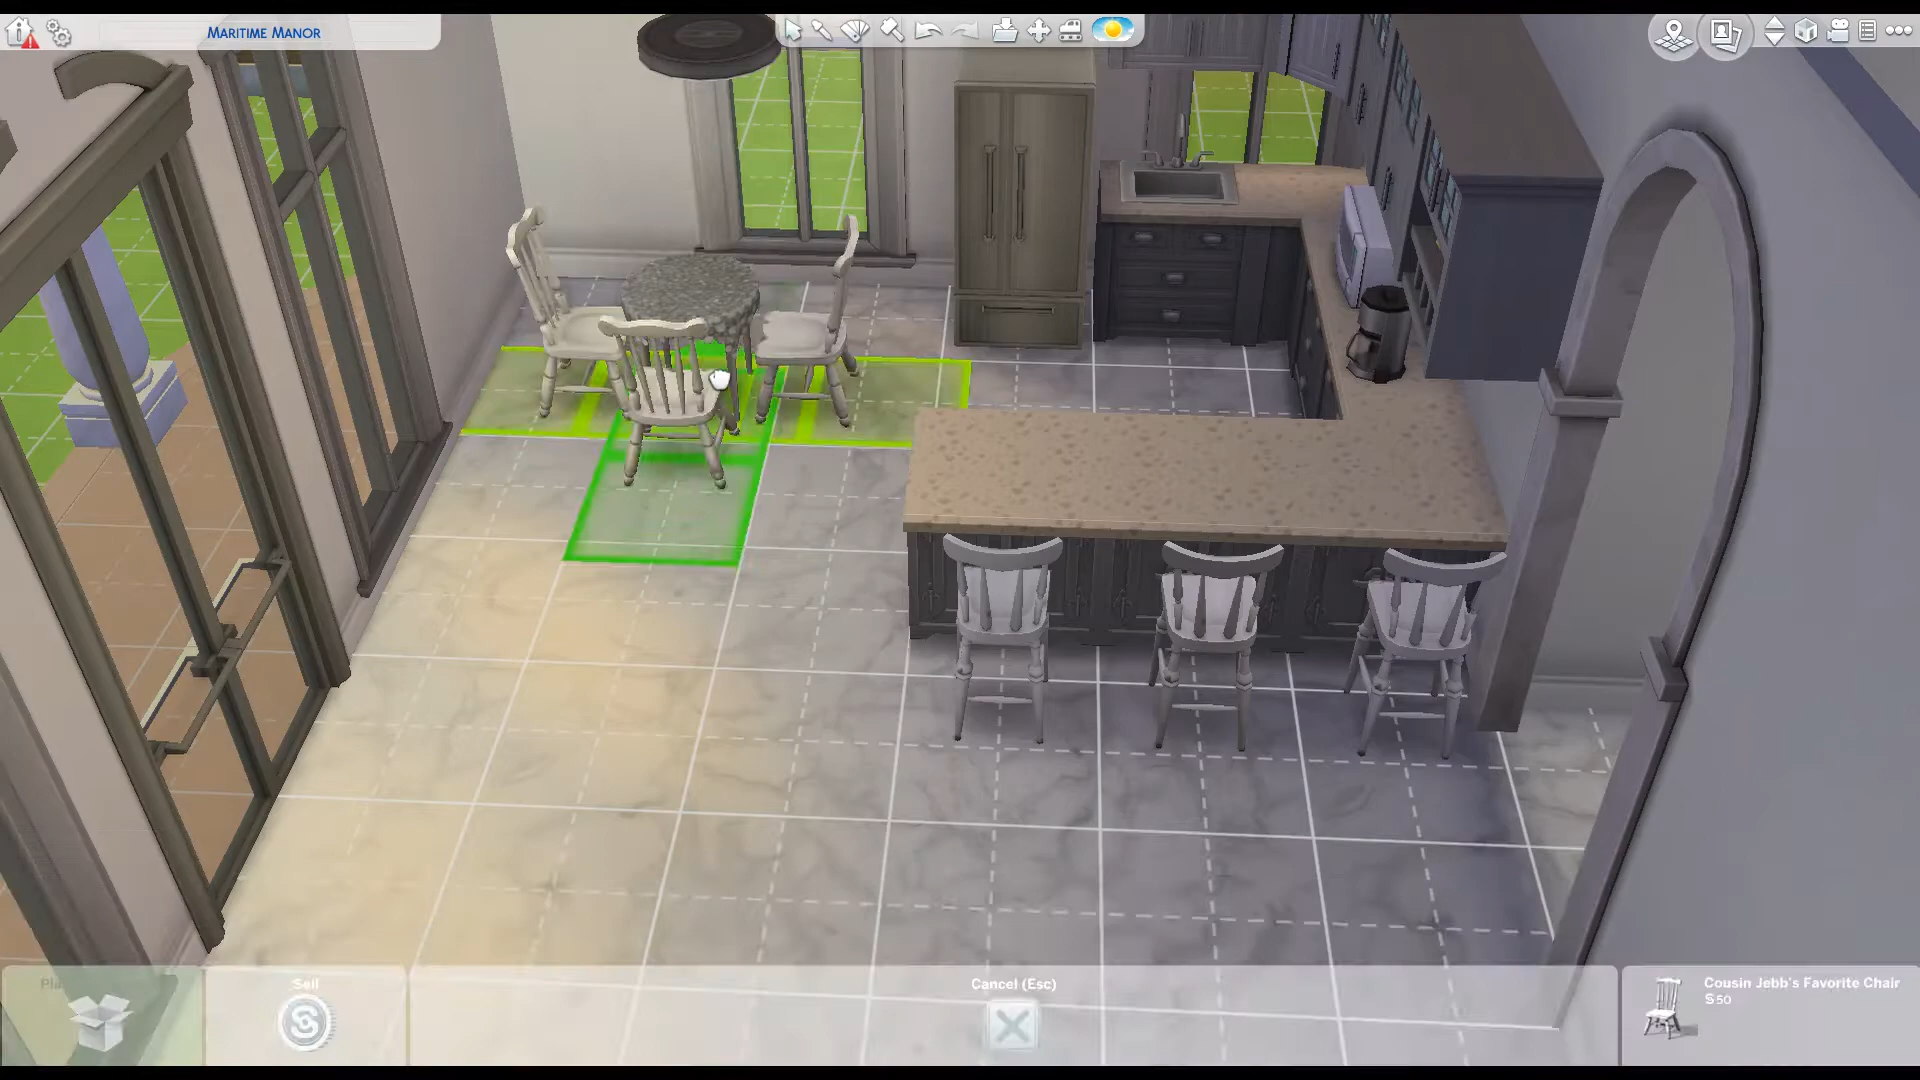 MARITIME MANOR
Sell
Cancel (Esc)
Cousin Jebb's Favorite Chair
§50